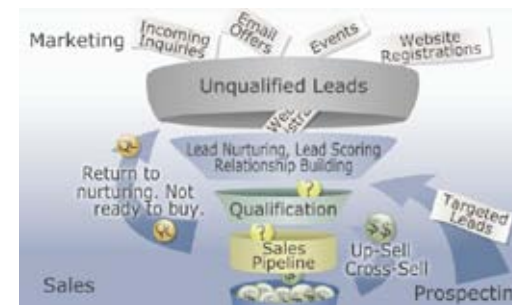 Marketing
Incoming
Inquiries
Email
Offers
Events
Website
Registrations
Unqualified Leads
Lead Nurturing, Lead Scoring
Relationship Building
Return to
nurturing. Not
ready to buy.
?
Qualification
Targeted
Leads
?
Sales
Pipeline
$$
Up-Sell
Cross-Sell
Sales
Prospectin